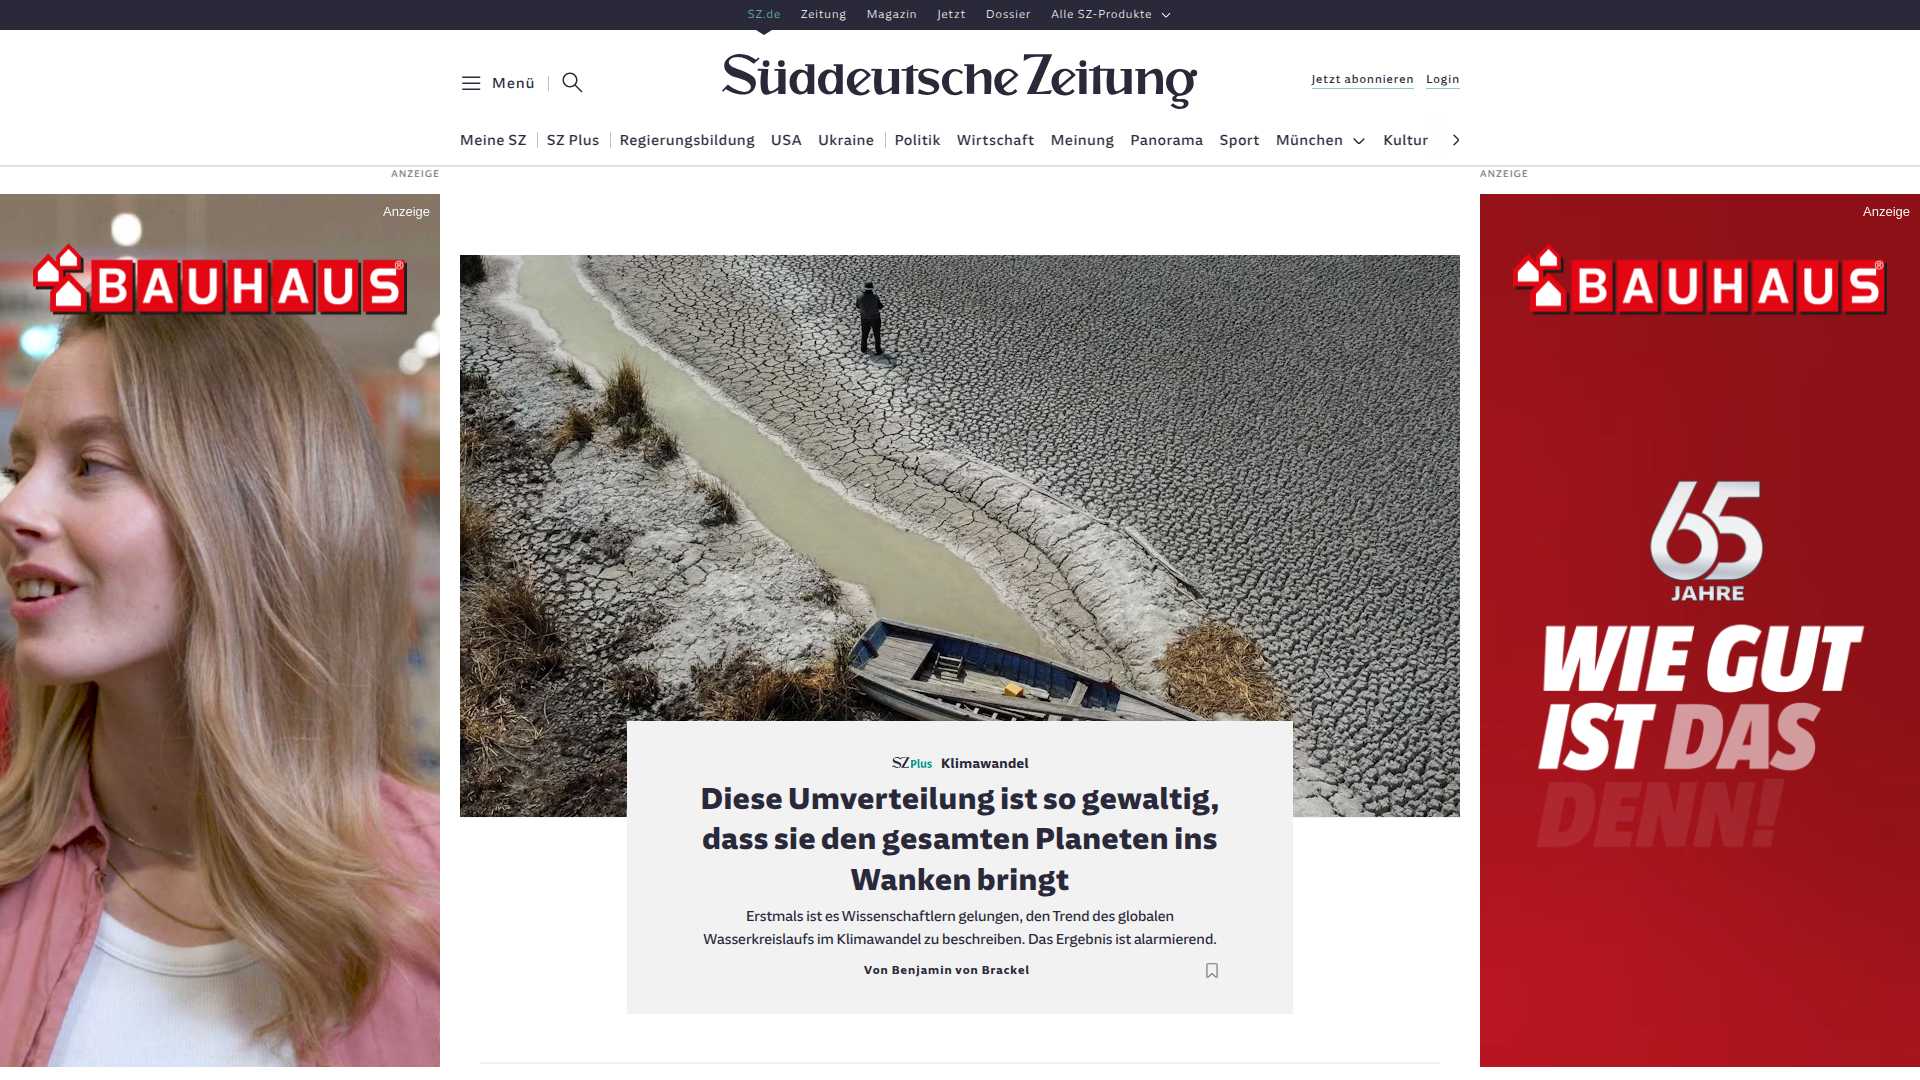 SZ.de Zeitung Magazin Jetzt Dossier Alle SZ-Produkte
Menü
Süddeutsche Zeitung
Jetzt abonnieren Login
Meine SZ SZ Plus Regierungsbildung USA Ukraine Politik Wirtschaft Meinung Panorama Sport München Kultur
ANZEIGE
ANZEIGE
Anzeige
BAUHAUS®
SZ Plus Klimawandel
Diese Umverteilung ist so gewaltig,
dass sie den gesamten Planeten ins
Wanken bringt
Erstmals ist es Wissenschaftlern gelungen, den Trend des globalen
Wasserkreislaufs im Klimawandel zu beschreiben. Das Ergebnis ist alarmierend.
Von Benjamin von Brackel
Anzeige
BAUHAUS®
65
JAHRE
WIE GUT
IST DAS
DENN!